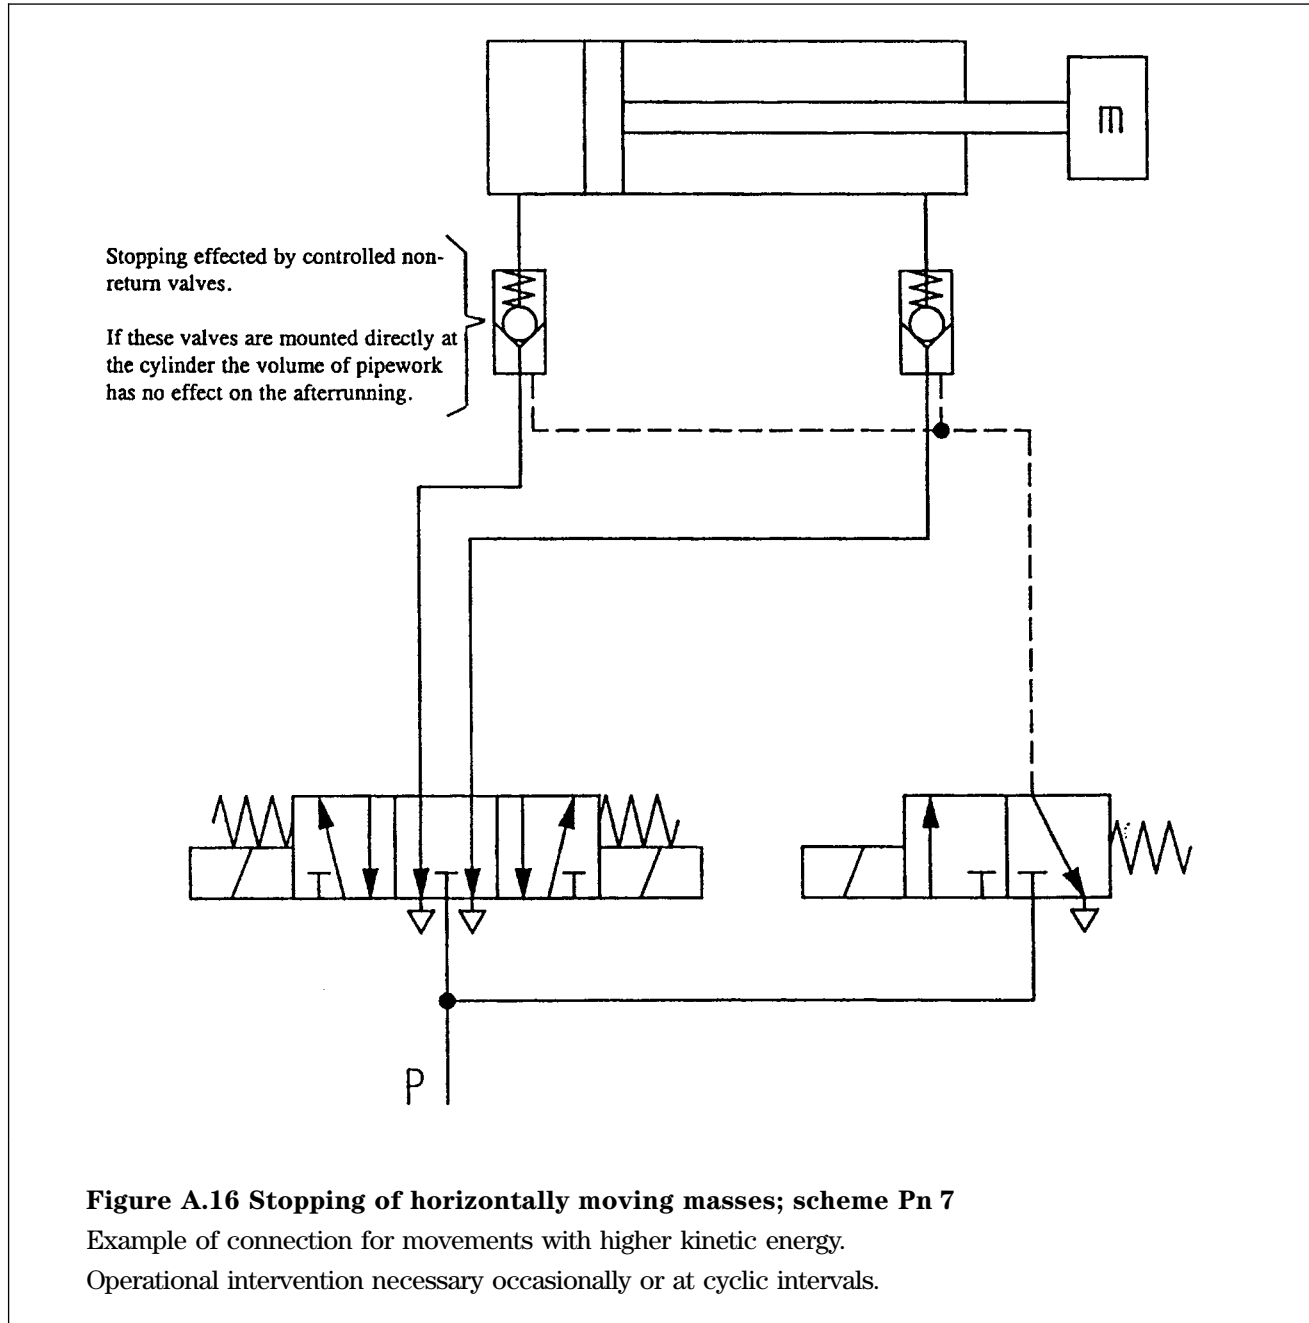 m
Stopping effected by controlled non-
return valves.
If these valves are mounted directly at
the cylinder the volume of pipework
has no effect on the afterrunning.
P
Figure A.16 Stopping of horizontally moving masses; scheme Pn 7
Example of connection for movements with higher kinetic energy.
Operational intervention necessary occasionally or at cyclic intervals.